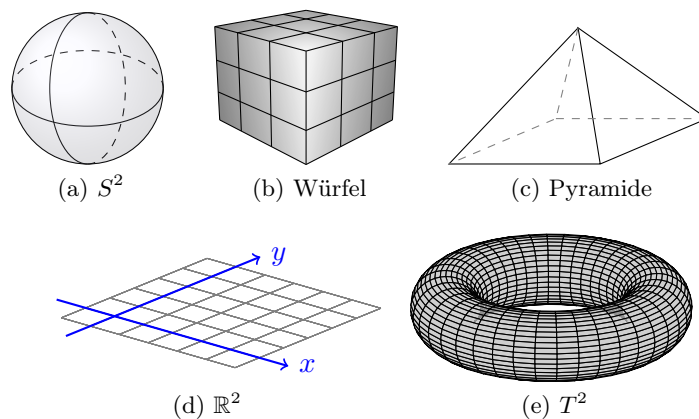 (a) S²
(b) Würfel
(c) Pyramide
y
x
(d) ℝ²
(e) T²